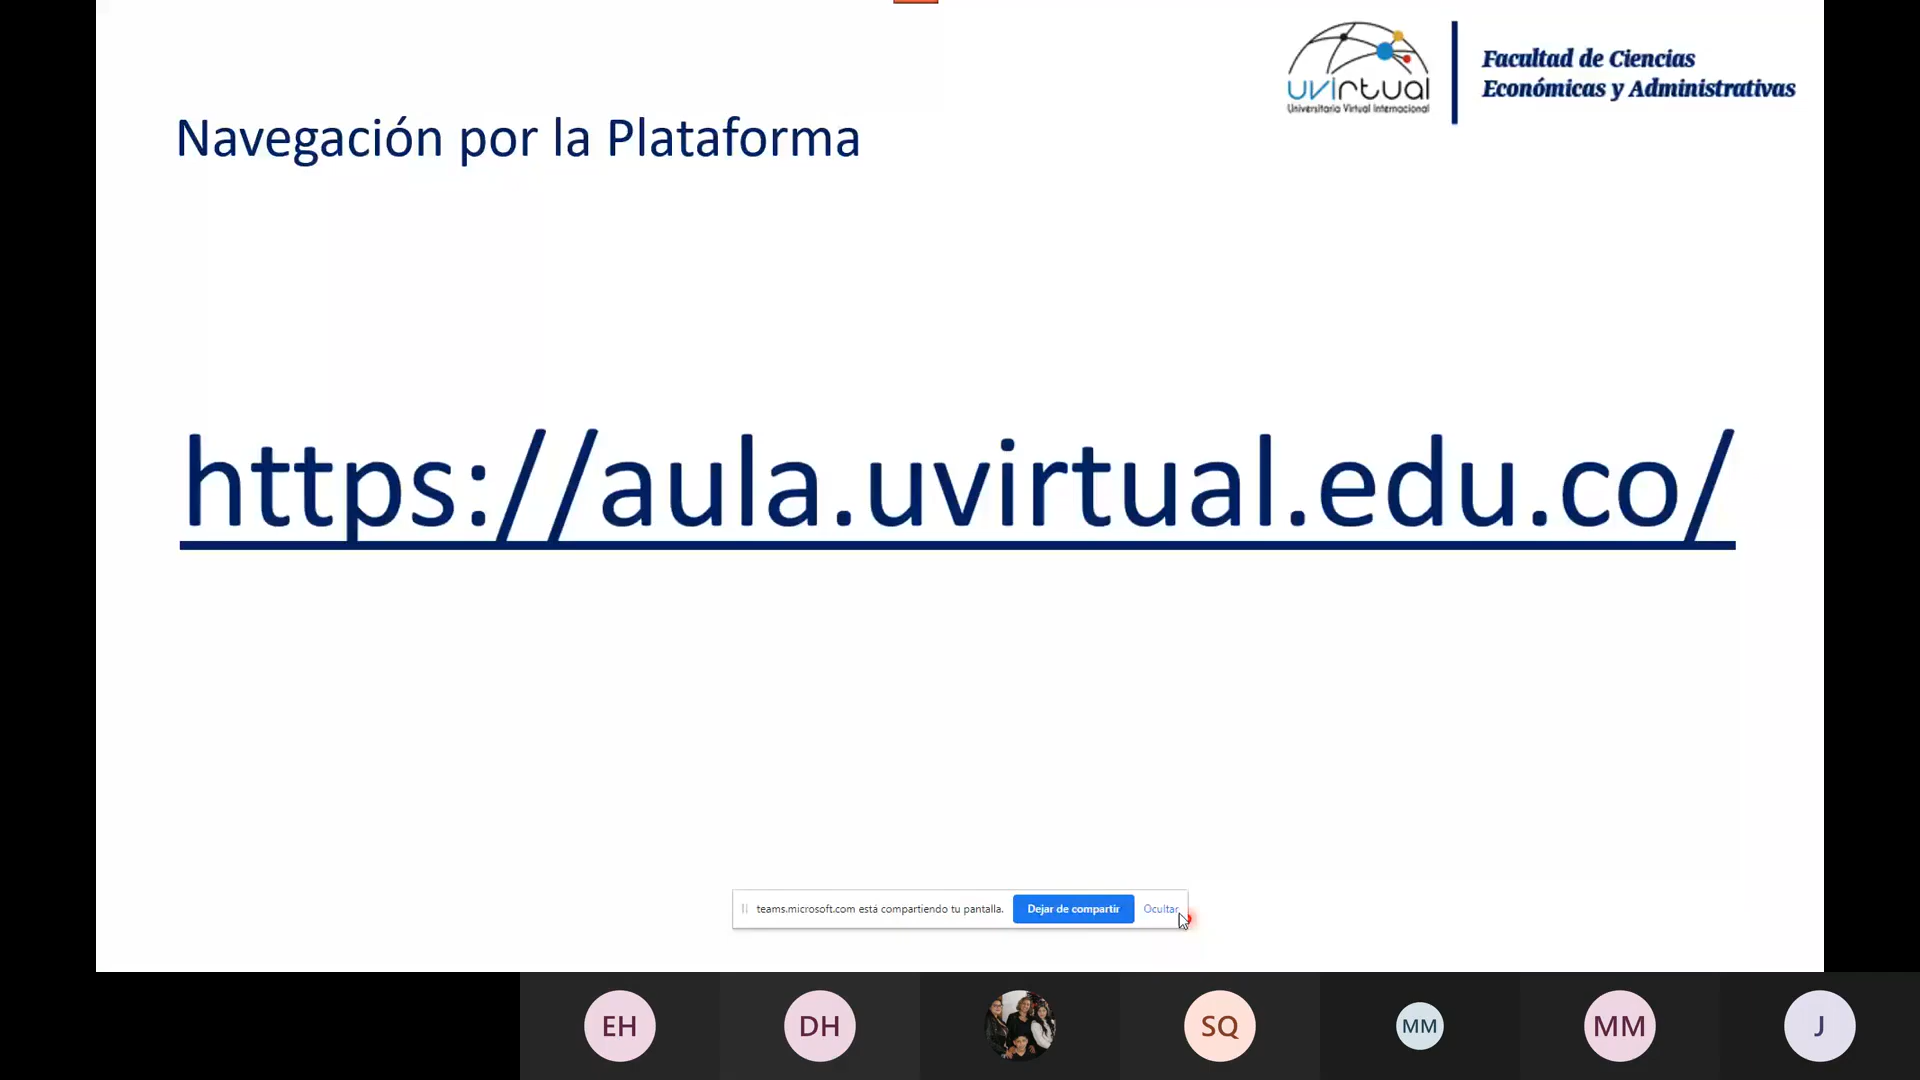 uvirtual
Universitaria Virtual Internacional
Facultad de Ciencias
Económicas y Administrativas
Navegación por la Plataforma
https://aula.uvirtual.edu.co/
teams.microsoft.com está compartiendo tu pantalla.
Dejar de compartir
Ocultar
EH
DH
SQ
MM
MM
J